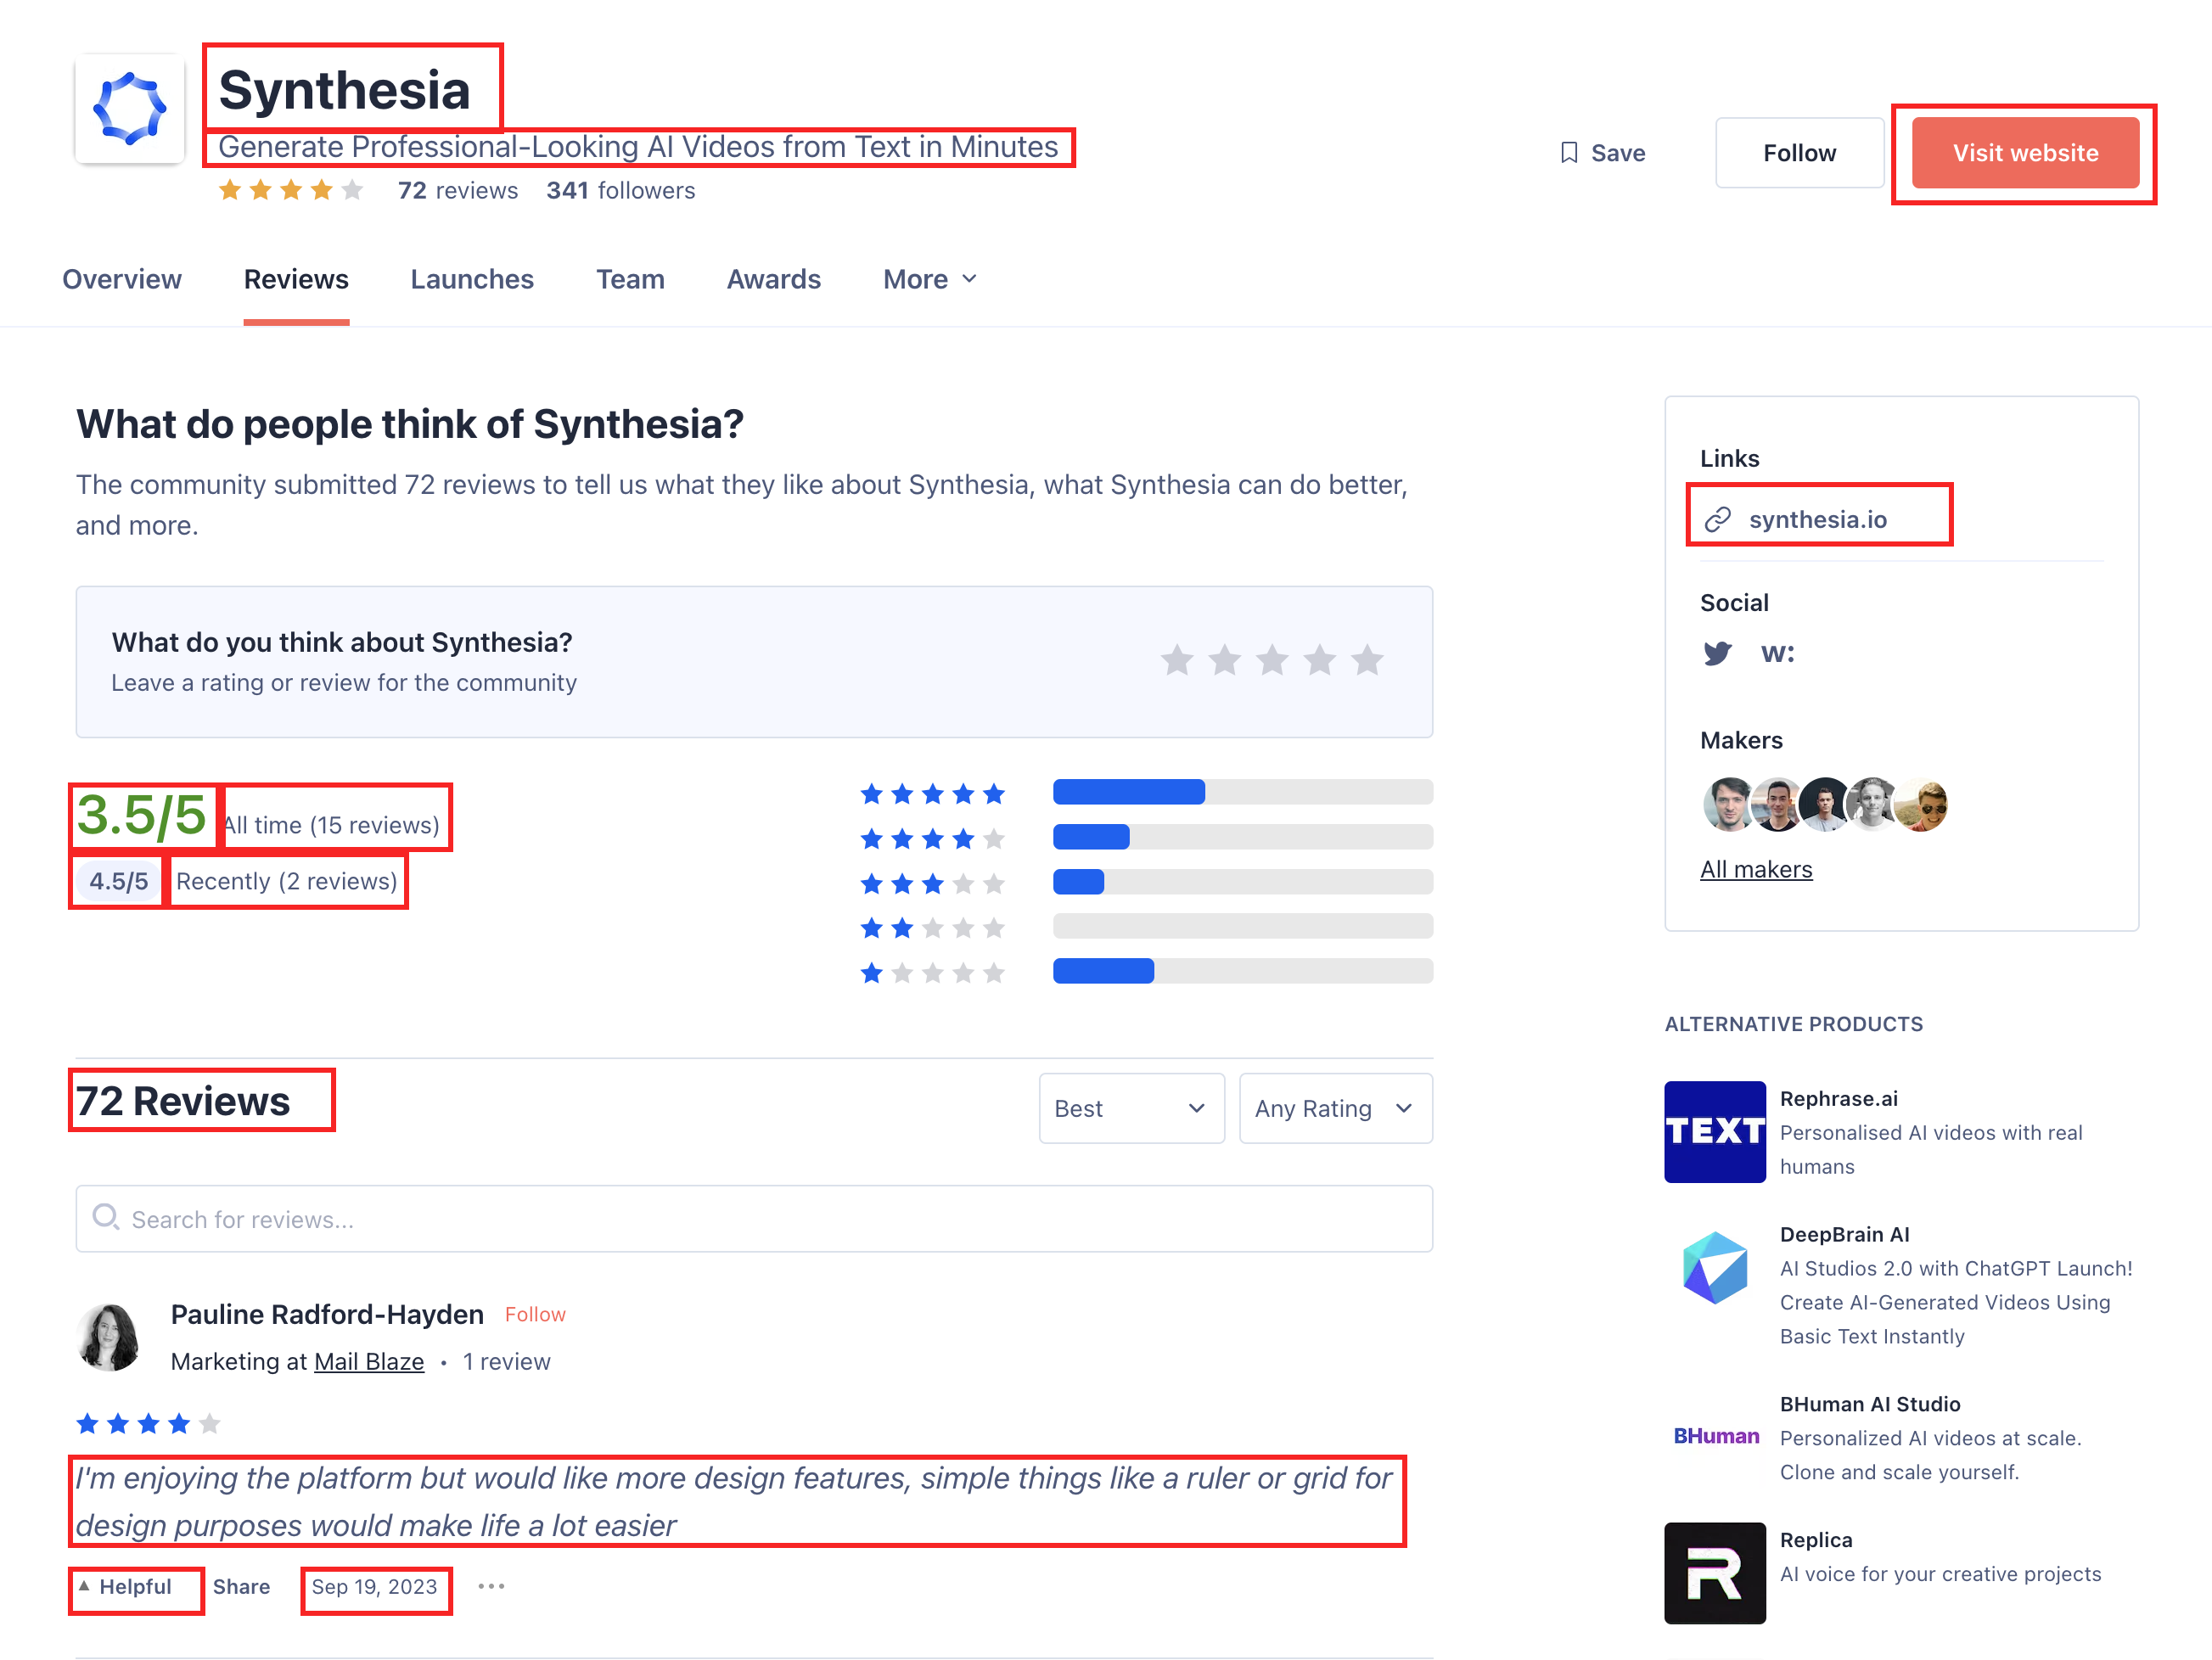 Synthesia
Generate Professional-Looking AI Videos from Text in Minutes
72 reviews 341 followers
Save
Follow
Visit website
Overview Reviews Launches Team Awards More
What do people think of Synthesia?
The community submitted 72 reviews to tell us what they like about Synthesia, what Synthesia can do better,
and more.
What do you think about Synthesia?
Leave a rating or review for the community
3.5/5 All time (15 reviews)
4.5/5 Recently (2 reviews)
72 Reviews
Best
Any Rating
Search for reviews...
Pauline Radford-Hayden Follow
Marketing at Mail Blaze • 1 review
I'm enjoying the platform but would like more design features, simple things like a ruler or grid for
design purposes would make life a lot easier
Helpful Share Sep 19, 2023
Links
synthesia.io
Social
w:
Makers
All makers
ALTERNATIVE PRODUCTS
TEXT
Rephrase.ai
Personalised AI videos with real
humans
DeepBrain AI
AI Studios 2.0 with ChatGPT Launch!
Create AI-Generated Videos Using
Basic Text Instantly
BHuman
BHuman AI Studio
Personalized AI videos at scale.
Clone and scale yourself.
R
Replica
AI voice for your creative projects